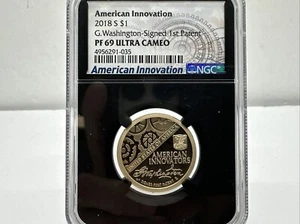 American Innovation
2018 S $1
G.Washington-Signed 1st Patent
PF 69 ULTRA CAMEO
4956291-035
American Innovation NGC
AMERICAN
INNOVATORS